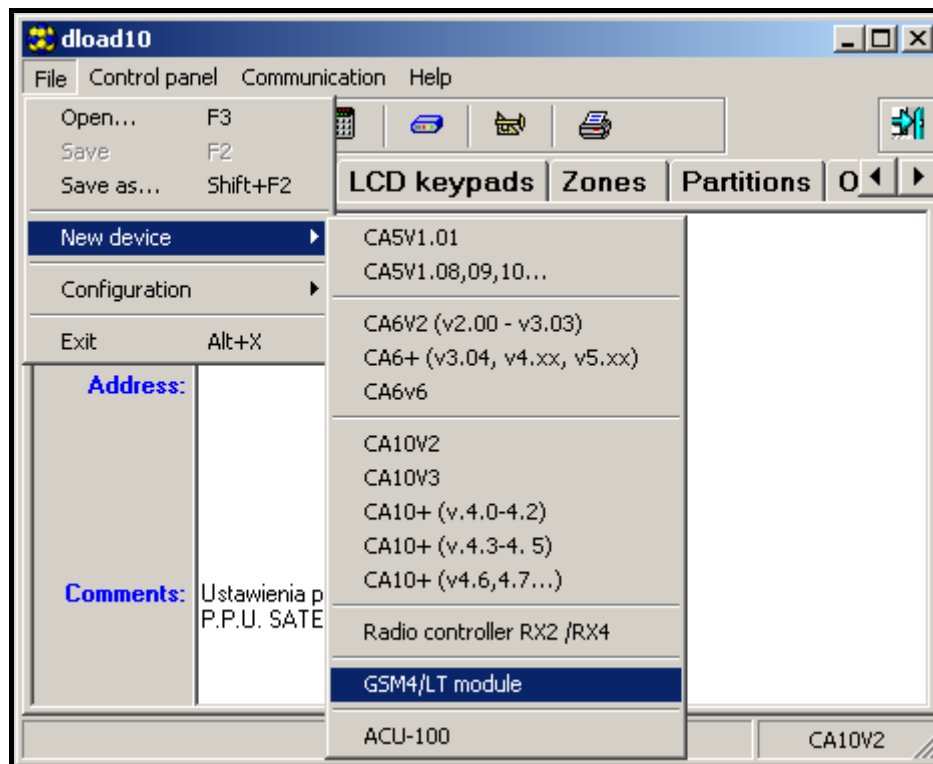 dload10
File Control panel Communication Help
Open... F3
Save F2
Save as... Shift+F2
New device
Configuration
Exit Alt+X
LCD keypads Zones Partitions O
CA5V1.01
CA5V1.08,09,10...
CA6V2 (v2.00 - v3.03)
CA6+ (v3.04, v4.xx, v5.xx)
CA6v6
CA10V2
CA10V3
CA10+ (v.4.0-4.2)
CA10+ (v.4.3-4. 5)
CA10+ (v4.6,4.7...)
Radio controller RX2 /RX4
GSM4/LT module
ACU-100
Address:
Comments: Ustawienia p
P.P.U. SATE
CA10V2